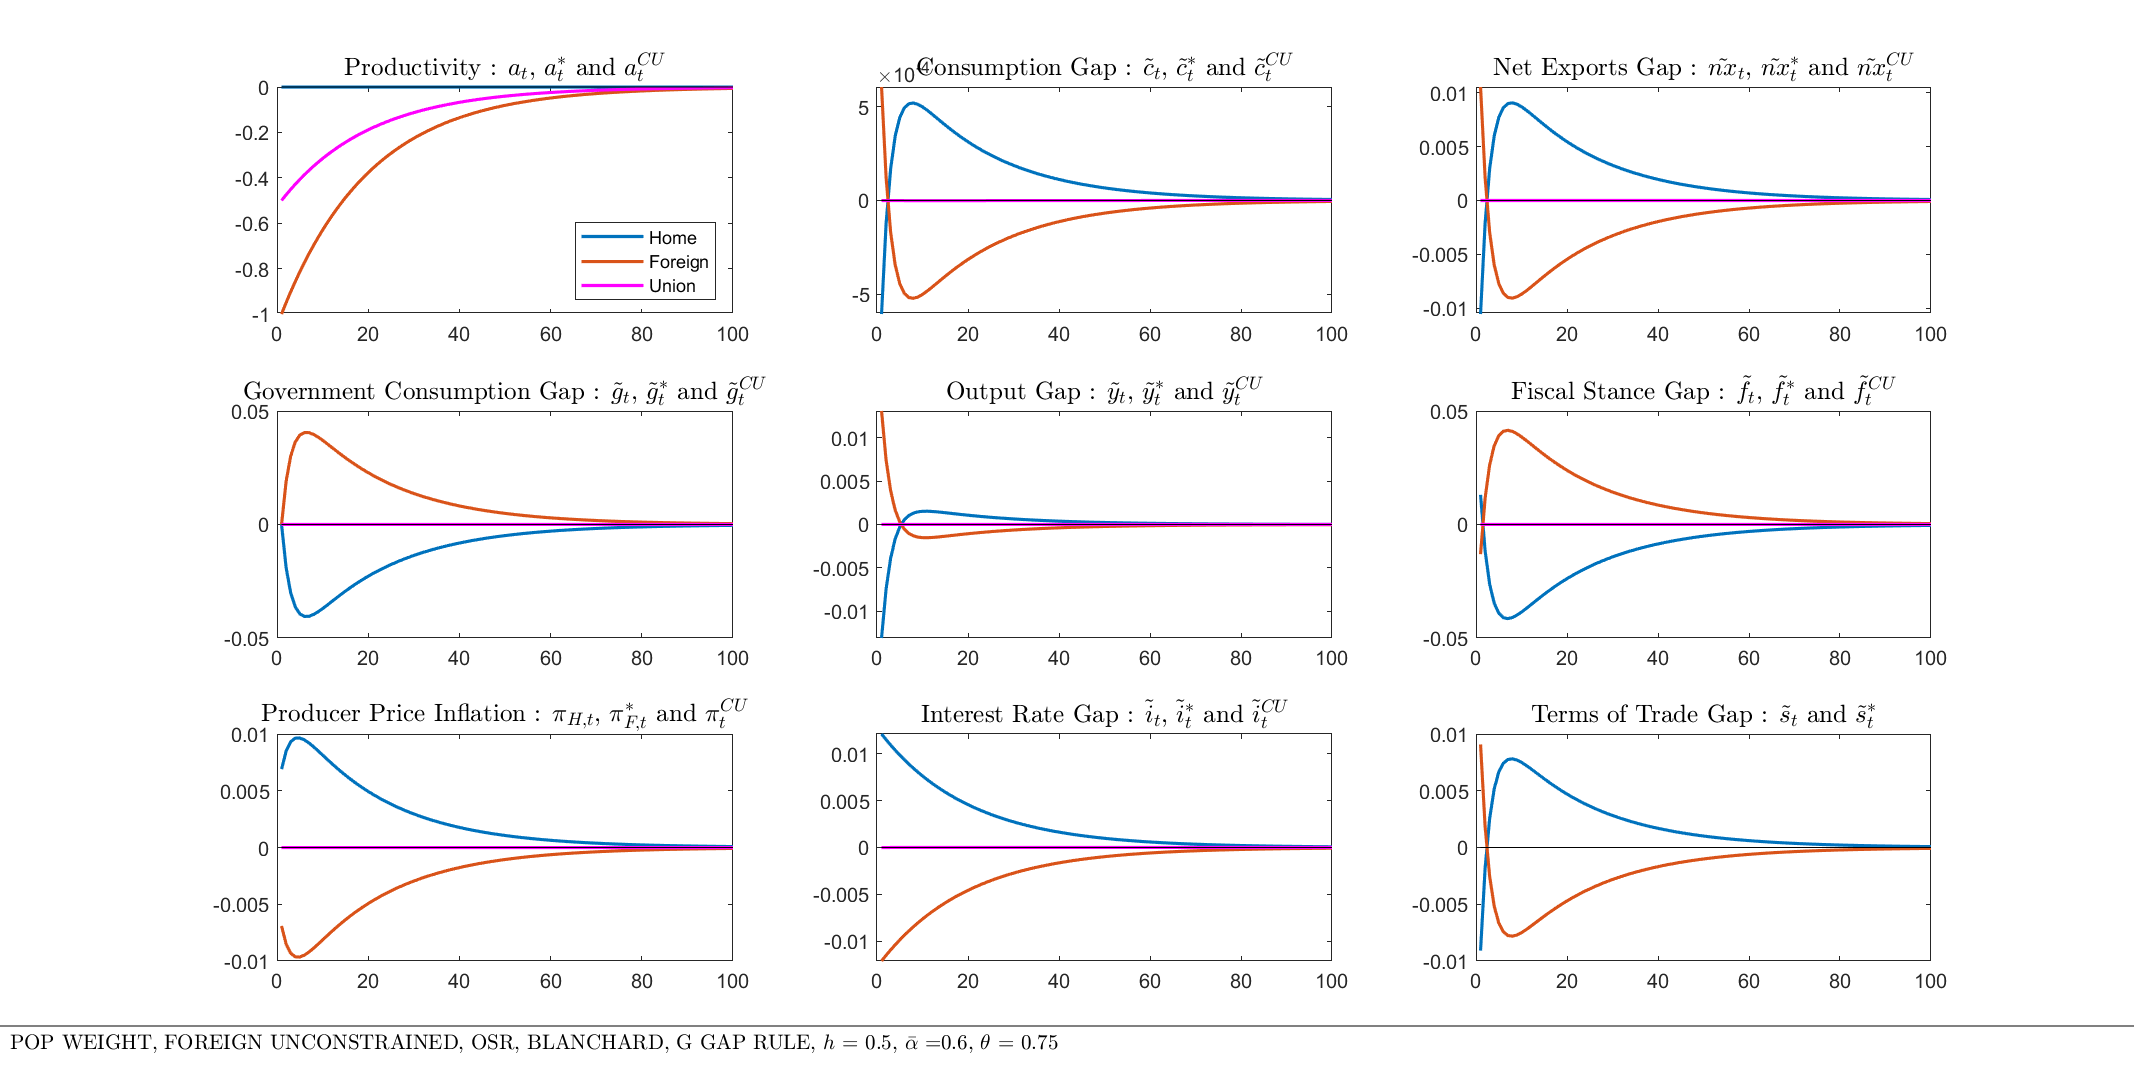 Productivity : a_t, a_t^* and a_t^{CU}
0
-0.2
-0.4
-0.6
-0.8
-1
0 20 40 60 80 100
Home
Foreign
Union
×10
Consumption Gap : c̃_t, c̃_t^* and c̃_t^{CU}
5
0
-5
0 20 40 60 80 100
Net Exports Gap : ñx_t, ñx_t^* and ñx_t^{CU}
0.01
0.005
0
-0.005
-0.01
0 20 40 60 80 100
Government Consumption Gap : g̃_t, g̃_t^* and g̃_t^{CU}
0.05
0
-0.05
0 20 40 60 80 100
Output Gap : ỹ_t, ỹ_t^* and ỹ_t^{CU}
0.01
0.005
0
-0.005
-0.01
0 20 40 60 80 100
Fiscal Stance Gap : f̃_t, f̃_t^* and f̃_t^{CU}
0.05
0
-0.05
0 20 40 60 80 100
Producer Price Inflation : π_{H,t}, π_{F,t}^* and π_t^{CU}
0.01
0.005
0
-0.005
-0.01
0 20 40 60 80 100
Interest Rate Gap : ĩ_t, ĩ_t^* and ĩ_t^{CU}
0.01
0.005
0
-0.005
-0.01
0 20 40 60 80 100
Terms of Trade Gap : s̃_t and s̃_t^*
0.01
0.005
0
-0.005
-0.01
0 20 40 60 80 100
POP WEIGHT, FOREIGN UNCONSTRAINED, OSR, BLANCHARD, G GAP RULE, h = 0.5, ᾱ =0.6, θ = 0.75